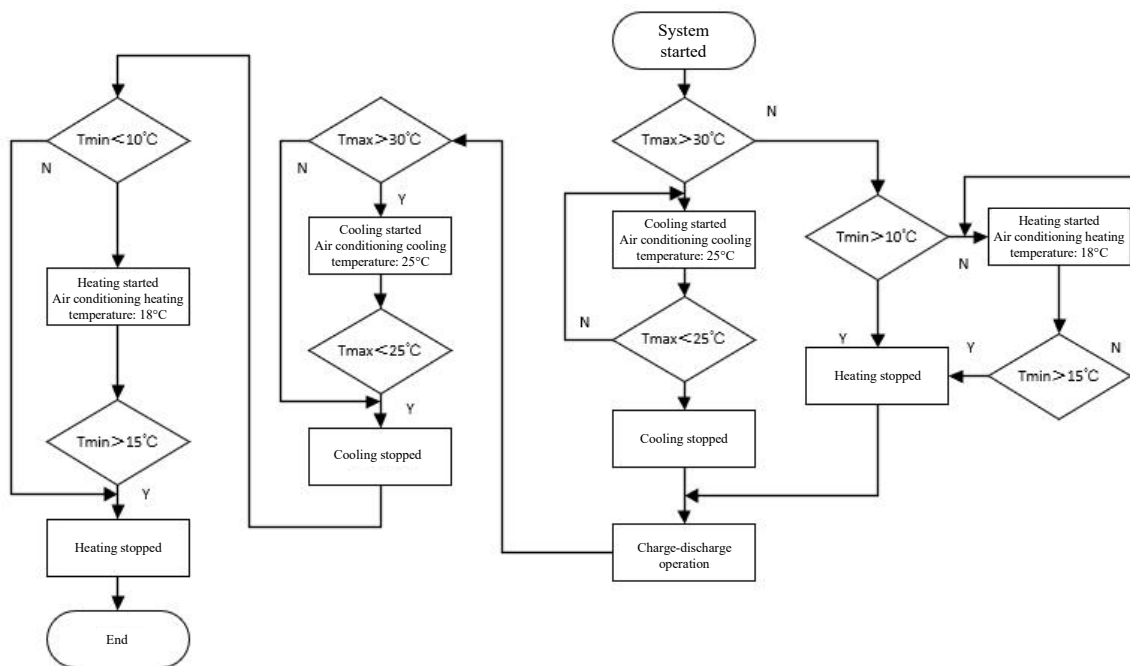 System
started
N
Tmin＜10℃
Tmax＞30℃
Tmax＞30℃
N
N
N
Y
Cooling started
Air conditioning cooling
temperature: 25°C
Cooling started
Air conditioning cooling
temperature: 25°C
Tmin＞10℃
N
Heating started
Air conditioning heating
temperature: 18°C
Heating started
Air conditioning heating
temperature: 18°C
Tmax＜25℃
N
Tmax＜25℃
Y
Heating stopped
Y
Tmin＞15℃
N
Y
Tmin＞15℃
Y
Cooling stopped
Cooling stopped
Heating stopped
Charge-discharge
operation
End